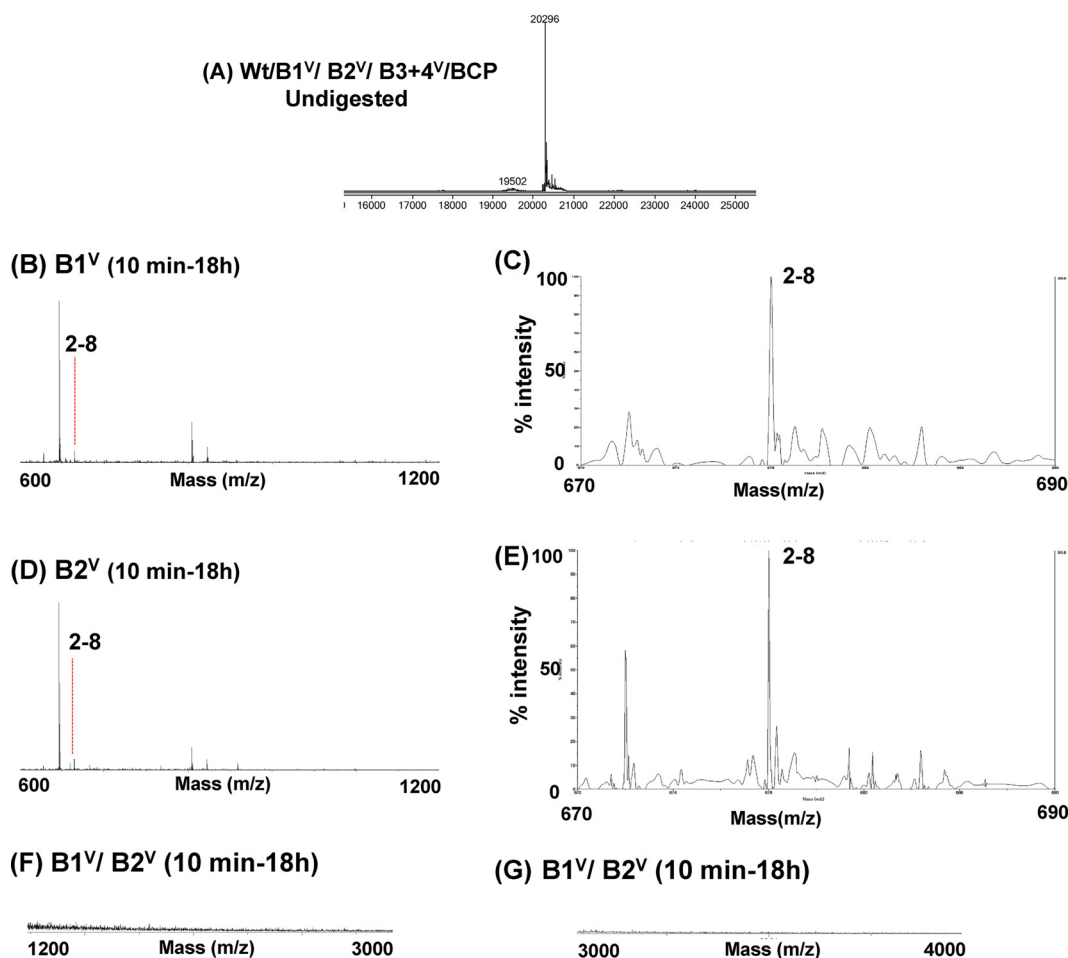 20296
(A) Wt/B1ⱽ/ B2ⱽ/ B3+4ⱽ/BCP
Undigested
19502
16000 17000 18000 19000 20000 21000 22000 23000 24000 25000
(B) B1ⱽ (10 min-18h)
2-8
600 Mass (m/z) 1200
(C)
100
2-8
% intensity
50
0
670 Mass(m/z) 690
(D) B2ⱽ (10 min-18h)
2-8
600 Mass (m/z) 1200
(E)
100
2-8
% intensity
50
0
670 Mass(m/z) 690
(F) B1ⱽ/ B2ⱽ (10 min-18h)
1200 Mass (m/z) 3000
(G) B1ⱽ/ B2ⱽ (10 min-18h)
3000 Mass (m/z) 4000